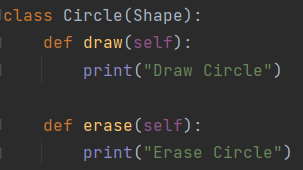 class Circle(Shape):
    def draw(self):
        print("Draw Circle")
    def erase(self):
        print("Erase Circle")